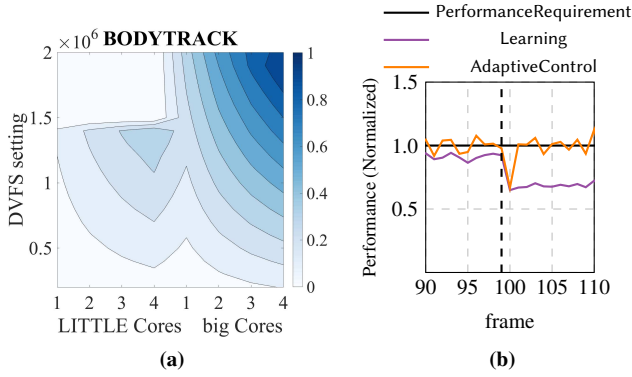 ×10⁶ BODYTRACK
2
1.5
1
0.5
DVFS setting
1 2 3 4 1 2 3 4
LITTLE Cores big Cores
1
0.8
0.6
0.4
0.2
0
(a)
PerformanceRequirement
Learning
AdaptiveControl
1.5
1.0
0.5
Performance (Normalized)
90 95 100 105 110
frame
(b)